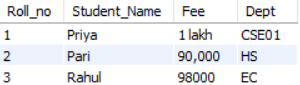 Roll_no Student_Name Fee Dept
1 Priya 1 lakh CSE01
2 Pari 90,000 HS
3 Rahul 98000 EC